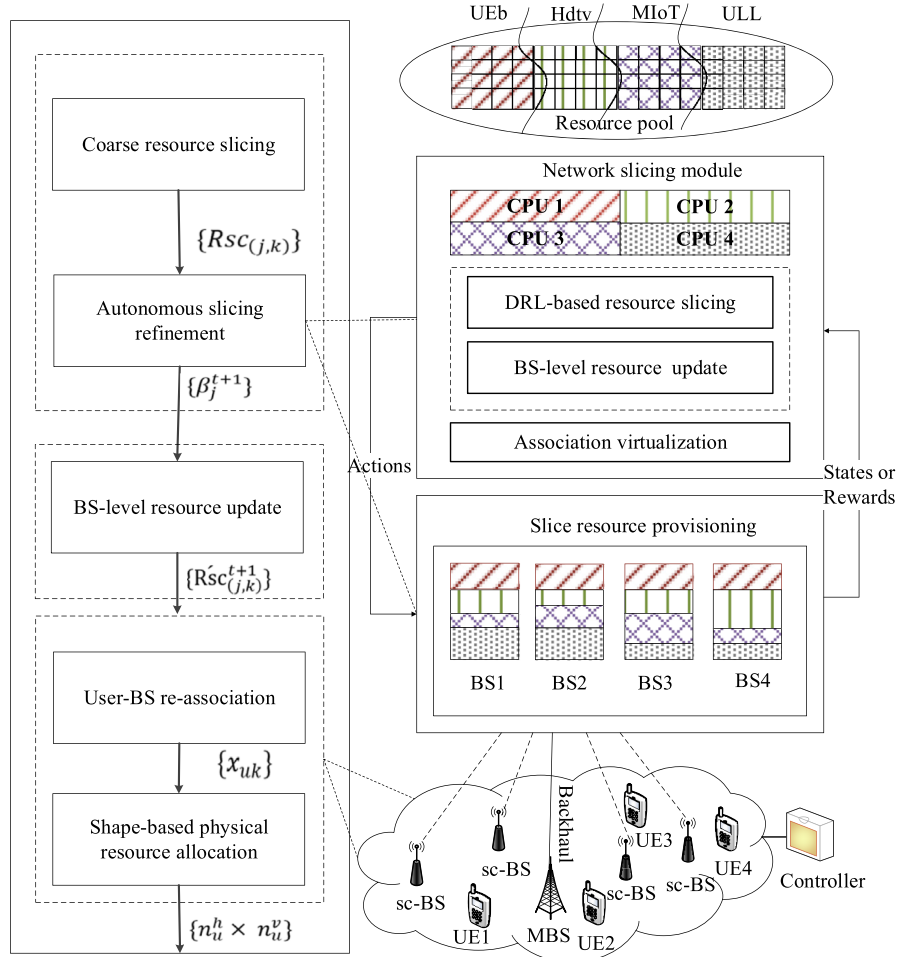 Coarse resource slicing
{Rsc_{(j,k)}}
Autonomous slicing
refinement
{β_j^{t+1}}
BS-level resource update
{Ŕsc_{(j,k)}^{t+1}}
User-BS re-association
{x_{uk}}
Shape-based physical
resource allocation
{n_u^h × n_u^v}
UEb Hdtv MIoT ULL
Resource pool
Network slicing module
CPU 1 CPU 2
CPU 3 CPU 4
DRL-based resource slicing
BS-level resource update
Association virtualization
Actions
States or
Rewards
Slice resource provisioning
BS1 BS2 BS3 BS4
Backhaul
sc-BS
sc-BS
sc-BS
sc-BS
UE1
MBS
UE2
UE3
UE4
Controller